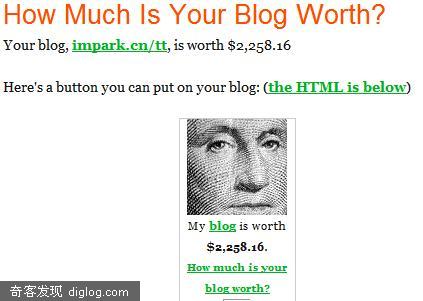 How Much Is Your Blog Worth?
Your blog, impark.cn/tt, is worth $2,258.16
Here's a button you can put on your blog: (the HTML is below)
My blog is worth
$2,258.16.
How much is your
blog worth?
奇客发现 diglog.com